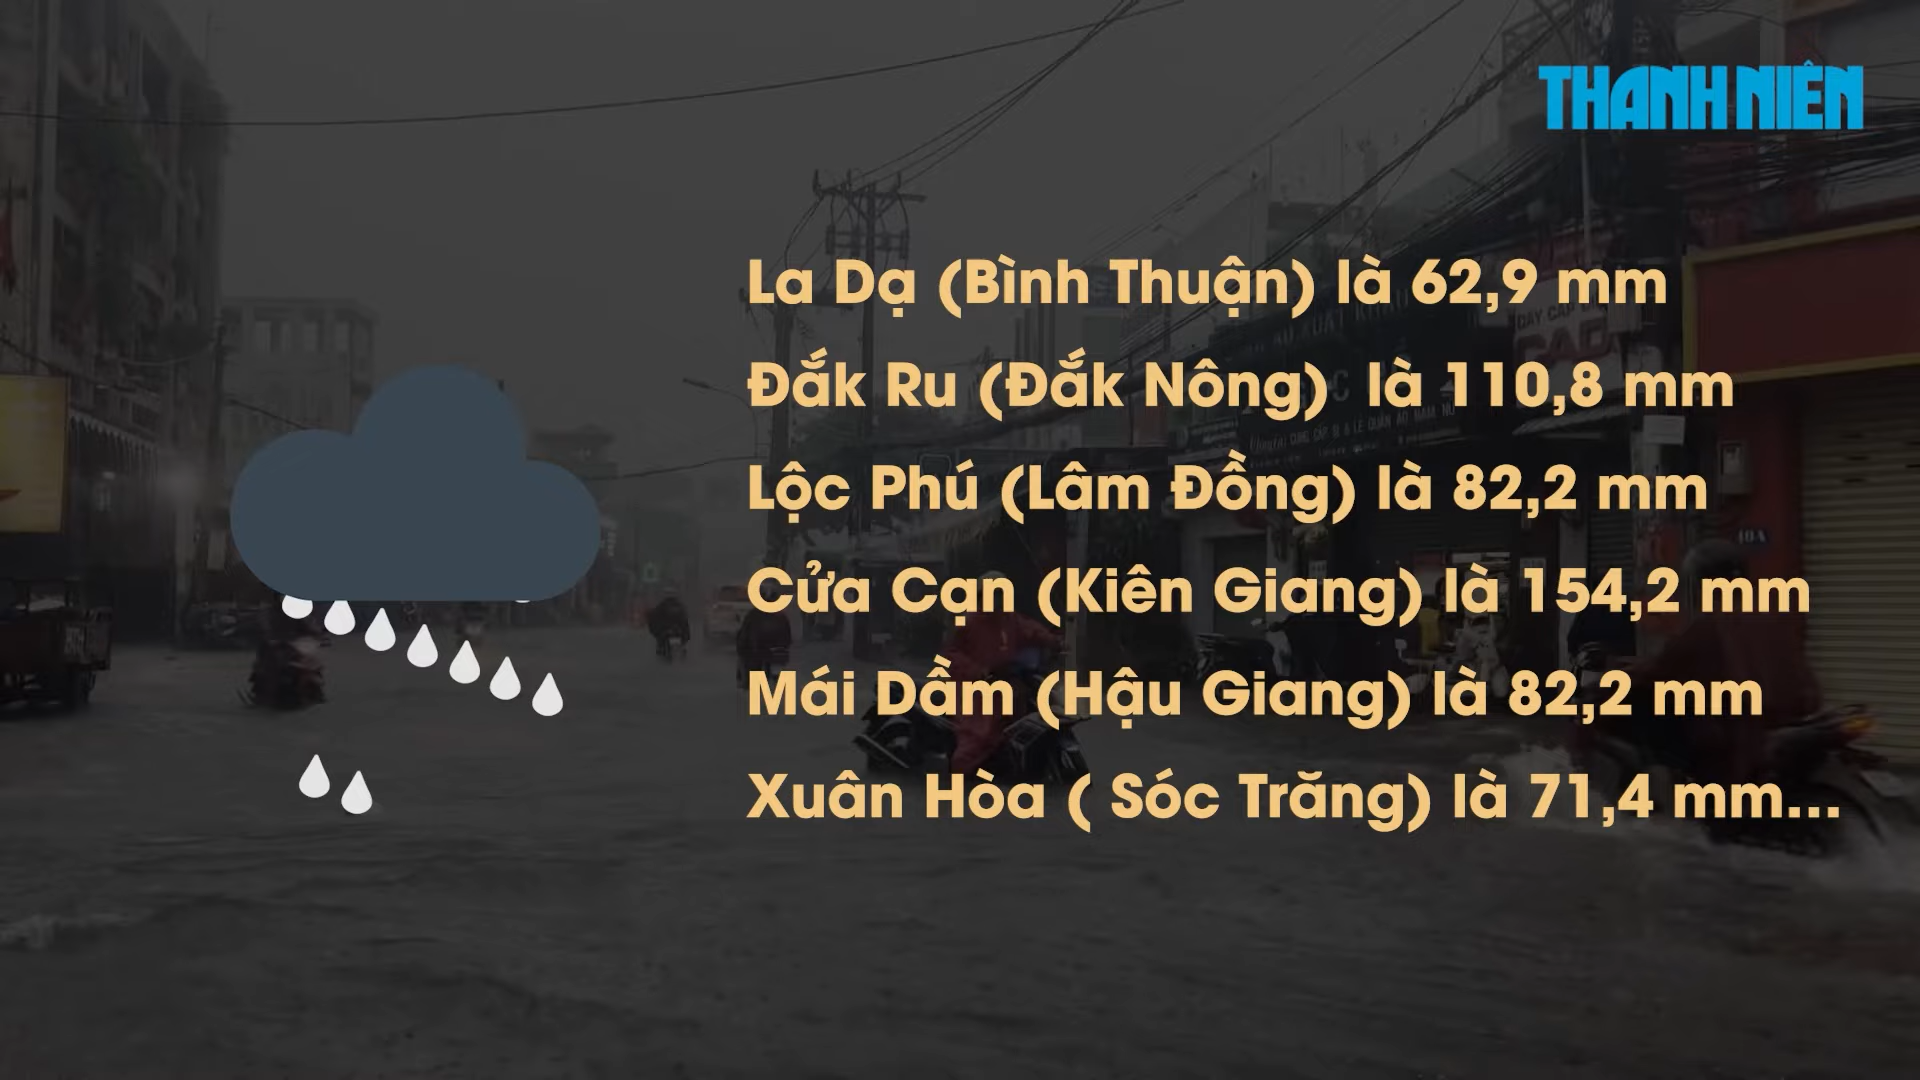 THANH NIÊN
La Dạ (Bình Thuận) là 62,9 mm
Đắk Ru (Đắk Nông) là 110,8 mm
Lộc Phú (Lâm Đồng) là 82,2 mm
Cửa Cạn (Kiên Giang) là 154,2 mm
Mái Dầm (Hậu Giang) là 82,2 mm
Xuân Hòa ( Sóc Trăng) là 71,4 mm...
40A